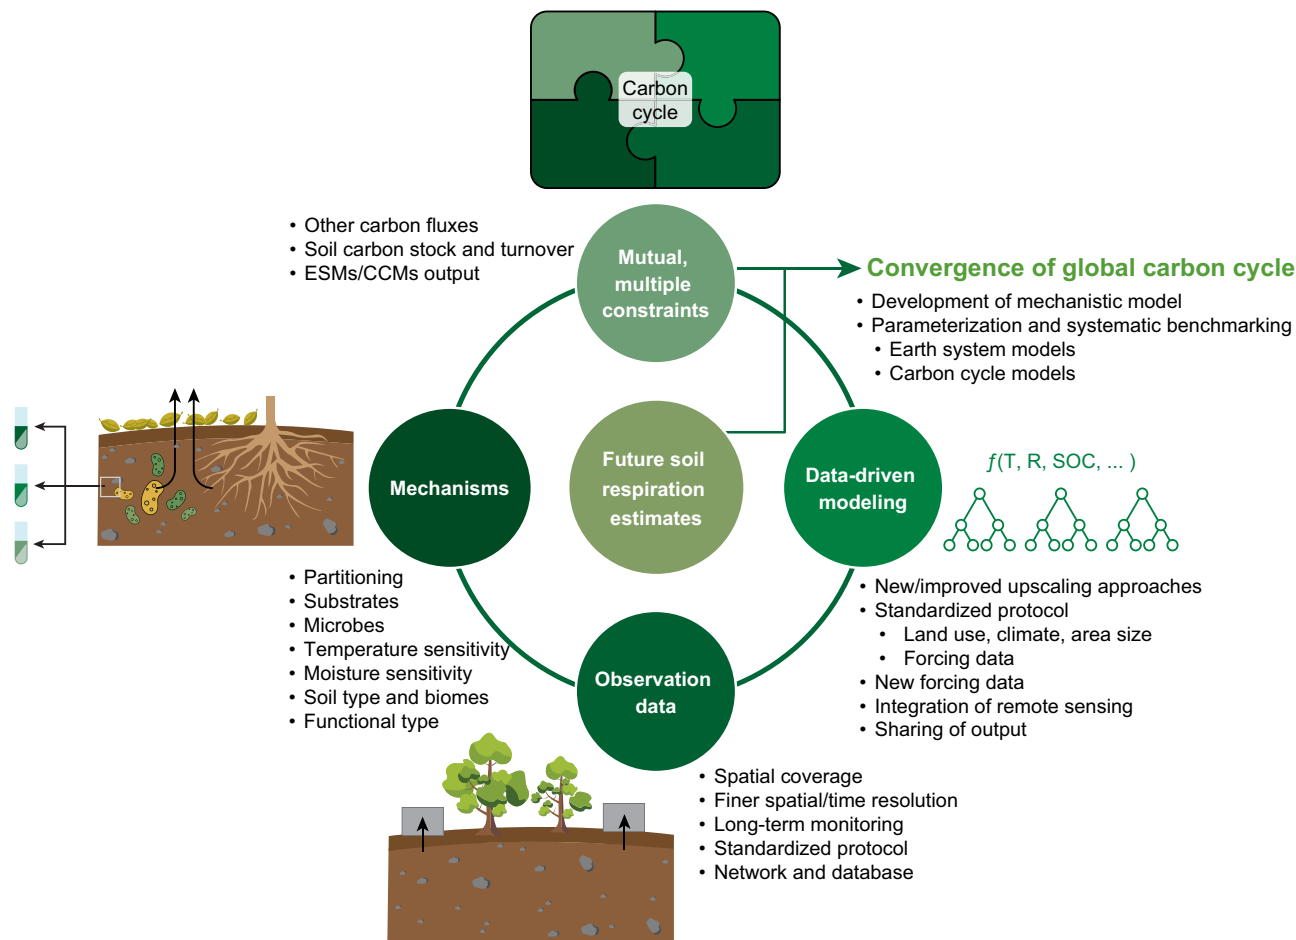 Carbon
cycle
• Other carbon fluxes
• Soil carbon stock and turnover
• ESMs/CCMs output
Mutual,
multiple
constraints
Convergence of global carbon cycle
• Development of mechanistic model
• Parameterization and systematic benchmarking
• Earth system models
• Carbon cycle models
Mechanisms
Future soil
respiration
estimates
Data-driven
modeling
f(T, R, SOC, ... )
• Partitioning
• Substrates
• Microbes
• Temperature sensitivity
• Moisture sensitivity
• Soil type and biomes
• Functional type
Observation
data
• New/improved upscaling approaches
• Standardized protocol
• Land use, climate, area size
• Forcing data
• New forcing data
• Integration of remote sensing
• Sharing of output
• Spatial coverage
• Finer spatial/time resolution
• Long-term monitoring
• Standardized protocol
• Network and database